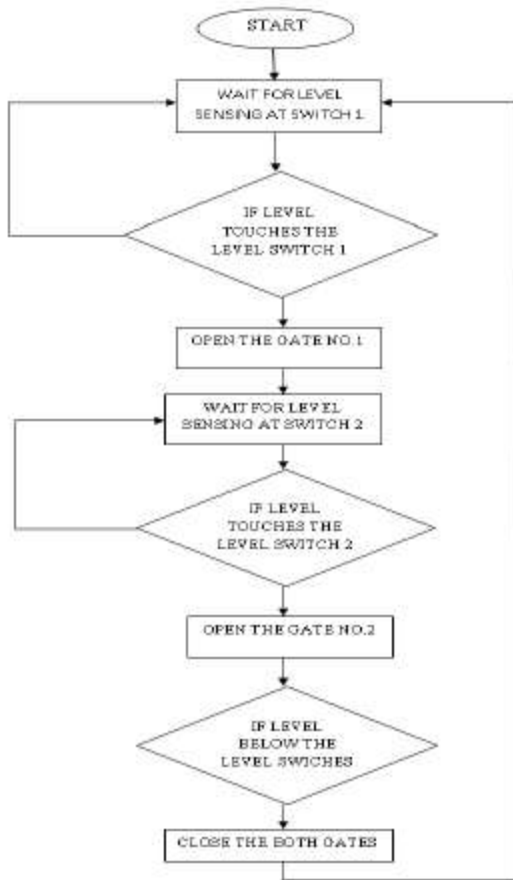 START
WAIT FOR LEVEL
SENSING AT SWITCH 1
IF LEVEL
TOUCHES THE
LEVEL SWITCH 1
OPEN THE GATE NO.1
WAIT FOR LEVEL
SENSING AT SWITCH 2
IF LEVEL
TOUCHES THE
LEVEL SWITCH 2
OPEN THE GATE NO.2
IF LEVEL
BELOW THE
LEVEL SWICHES
CLOSE THE BOTH GATES